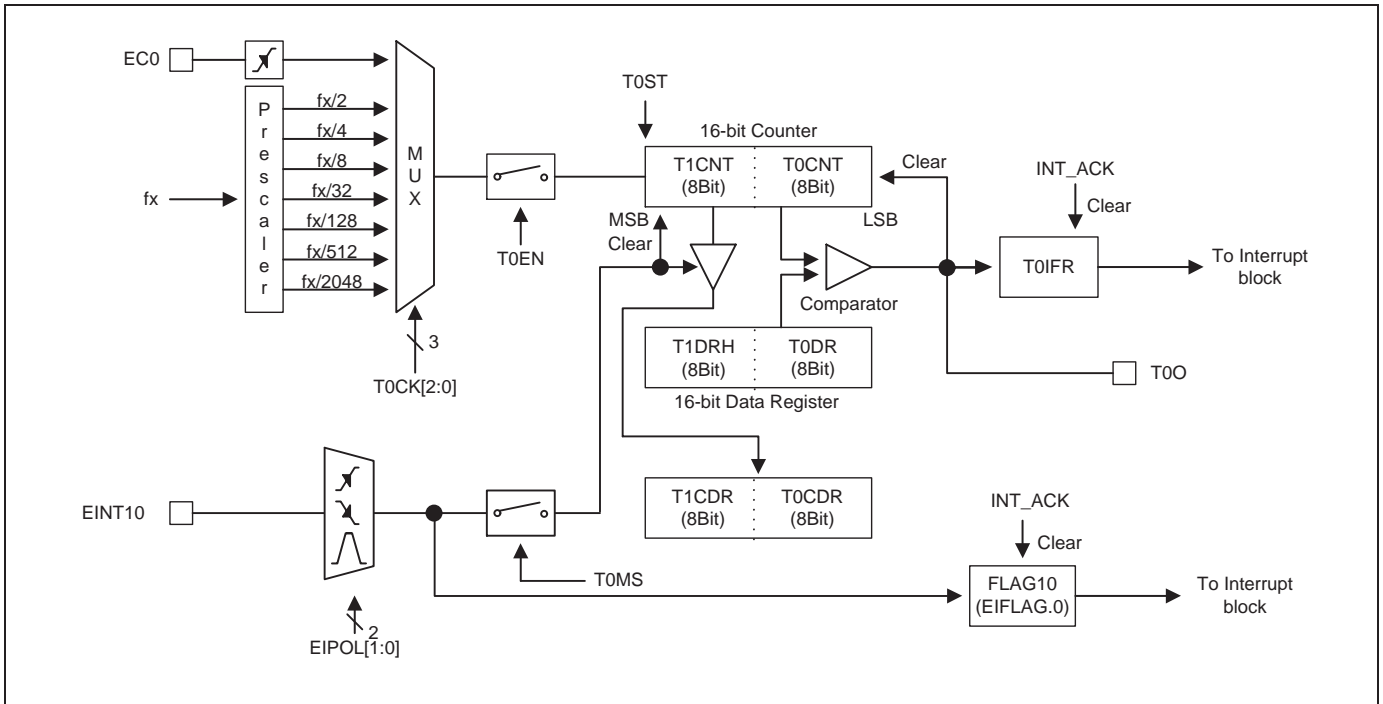 EC0
Prescaler
fx/2
fx/4
fx/8
fx/32
fx/128
fx/512
fx/2048
fx
MUX
3
T0CK[2:0]
T0EN
T0ST
16-bit Counter
T1CNT
(8Bit)
T0CNT
(8Bit)
Clear
MSB
LSB
Clear
Comparator
INT_ACK
Clear
T0IFR
To Interrupt
block
T1DRH
(8Bit)
T0DR
(8Bit)
16-bit Data Register
T0O
T1CDR
(8Bit)
T0CDR
(8Bit)
EINT10
T0MS
2
EIPOL[1:0]
INT_ACK
Clear
FLAG10
(EIFLAG.0)
To Interrupt
block